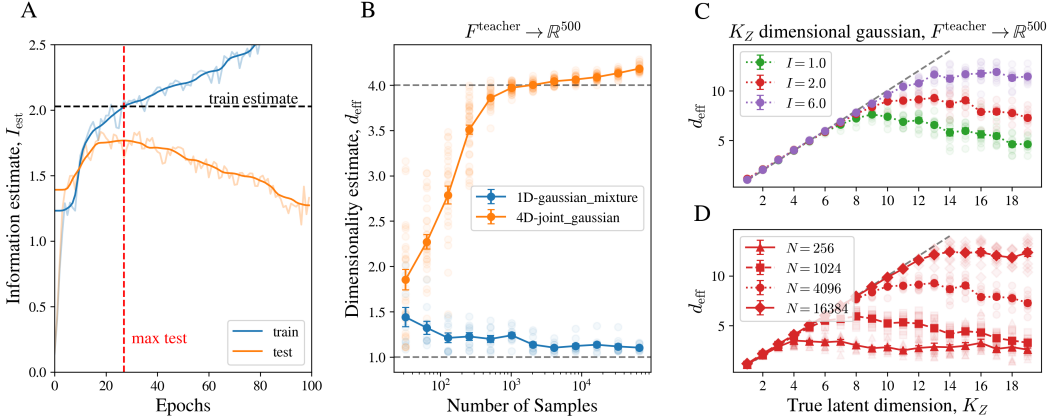 A
Information estimate, I_est
2.5
2.0
1.5
1.0
0.5
0.0
train estimate
max test
train
test
0 20 40 60 80 100
Epochs
B
F^teacher → ℝ^500
Dimensionality estimate, d_eff
4.0
3.5
3.0
2.5
2.0
1.5
1.0
1D-gaussian_mixture
4D-joint_gaussian
10^2 10^3 10^4
Number of Samples
C
K_Z dimensional gaussian, F^teacher → ℝ^500
d_eff
10
5
I = 1.0
I = 2.0
I = 6.0
2 4 6 8 10 12 14 16 18
D
d_eff
10
5
N = 256
N = 1024
N = 4096
N = 16384
2 4 6 8 10 12 14 16 18
True latent dimension, K_Z